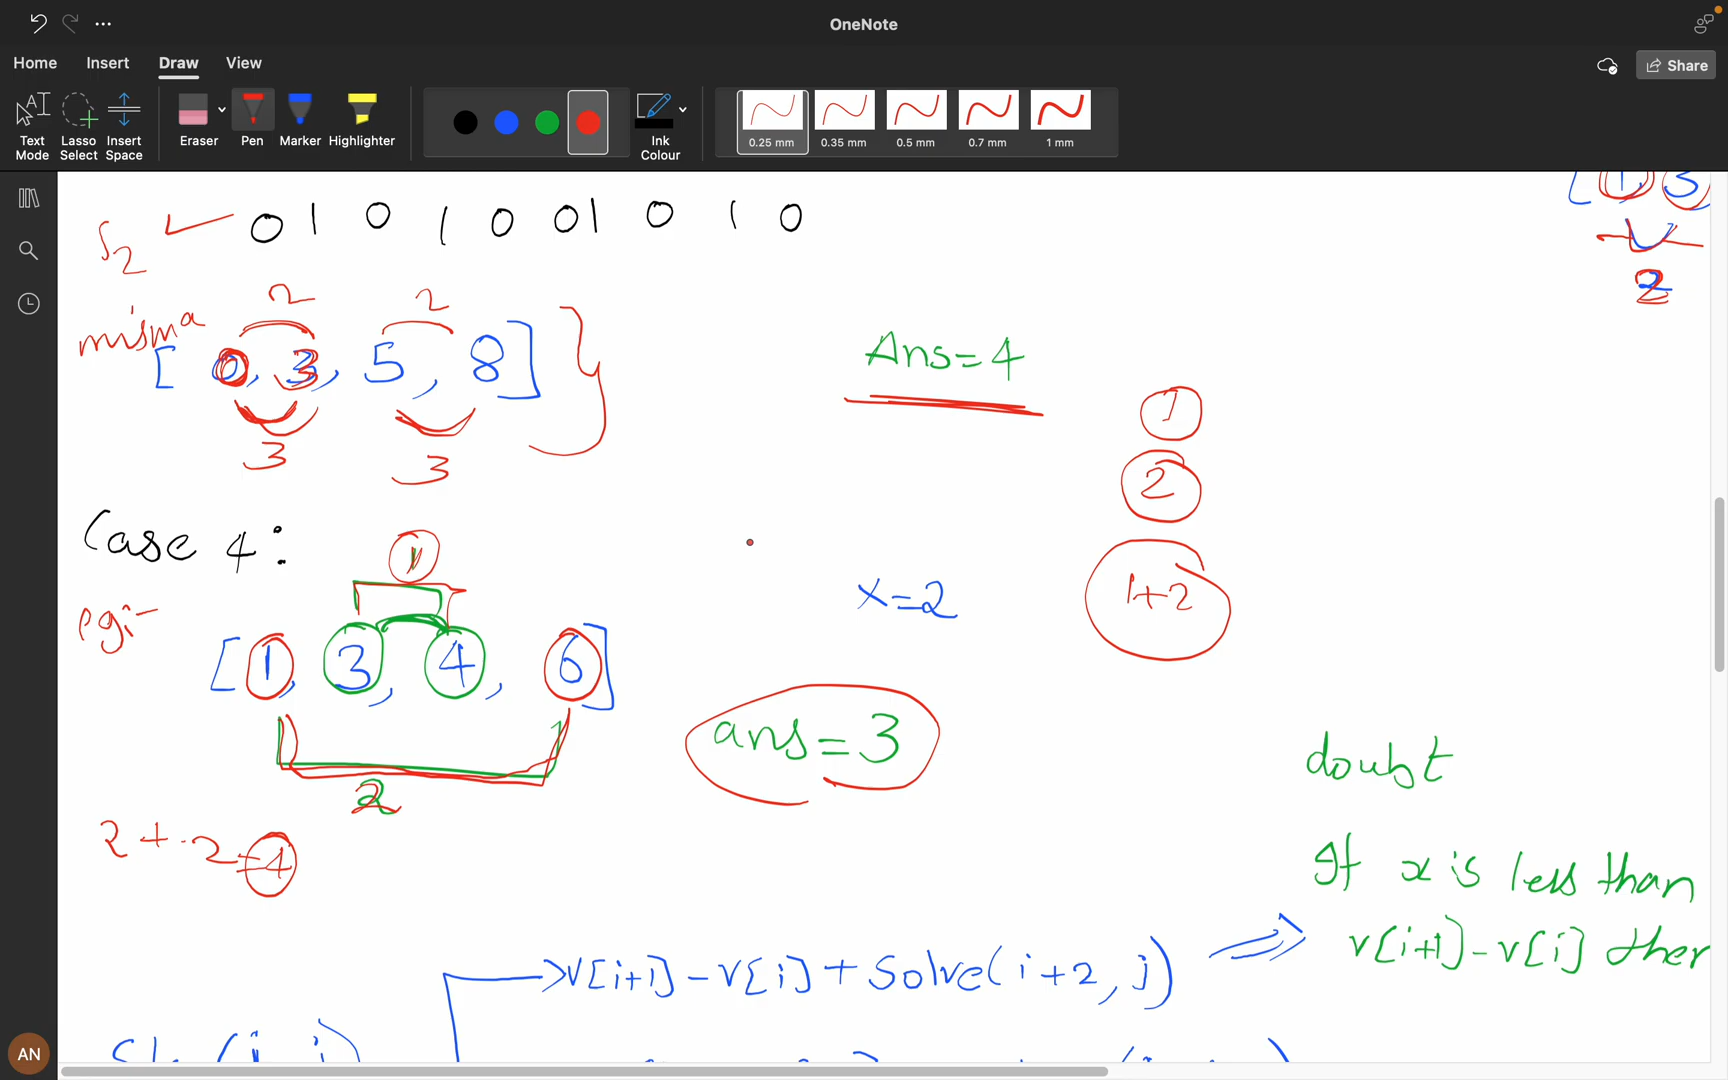 OneNote
Home Insert Draw View
Share
Text Mode
Lasso Select
Insert Space
Eraser
Pen
Marker
Highlighter
Ink Colour
0.25 mm
0.35 mm
0.5 mm
0.7 mm
1 mm
S2 0 1 0 1 0 0 1 0 1 0
[1, 3,
2
2 2
misma
[ 0, 3, 5, 8 ]
3 3
Ans=4
1
2
1+2
Case 4:
1
eg:-
x=2
[1, 3, 4, 6]
2
ans=3
2+2=4
doubt
If x is less than
v[i+1]-v[i] then
v[i+1]-v[i]+Solve(i+2,j)
AN